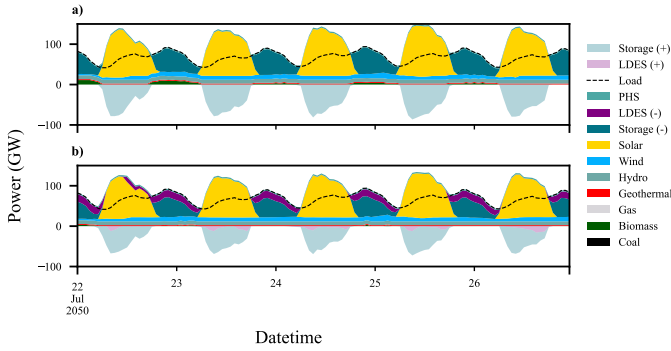 a)
100
0
−100
b)
100
0
−100
Power (GW)
22
Jul
2050
23
24
25
26
Datetime
Storage (+)
LDES (+)
Load
PHS
LDES (-)
Storage (-)
Solar
Wind
Hydro
Geothermal
Gas
Biomass
Coal